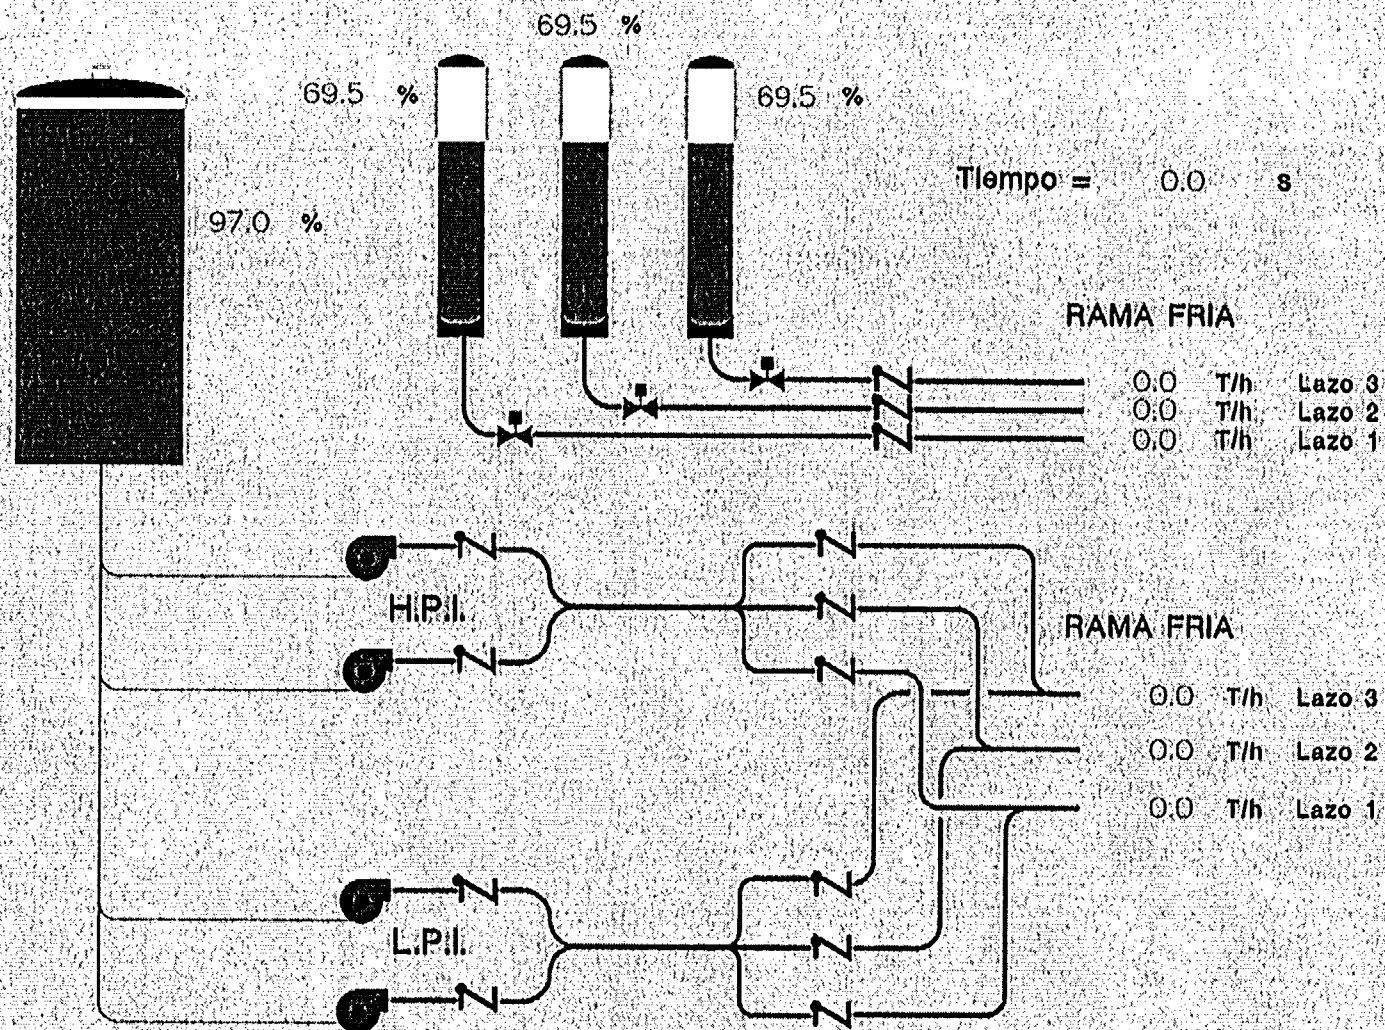 69.5 %
69.5 %
69.5 %
97.0 %
Tiempo = 0.0 s
RAMA FRIA
0.0 T/h Lazo 3
0.0 T/h Lazo 2
0.0 T/h Lazo 1
H.P.I.
RAMA FRIA
0.0 T/h Lazo 3
0.0 T/h Lazo 2
0.0 T/h Lazo 1
L.P.I.